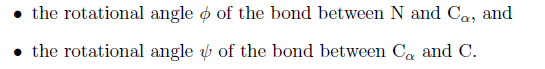 • the rotational angle ϕ of the bond between N and Cα, and
• the rotational angle ψ of the bond between Cα and C.